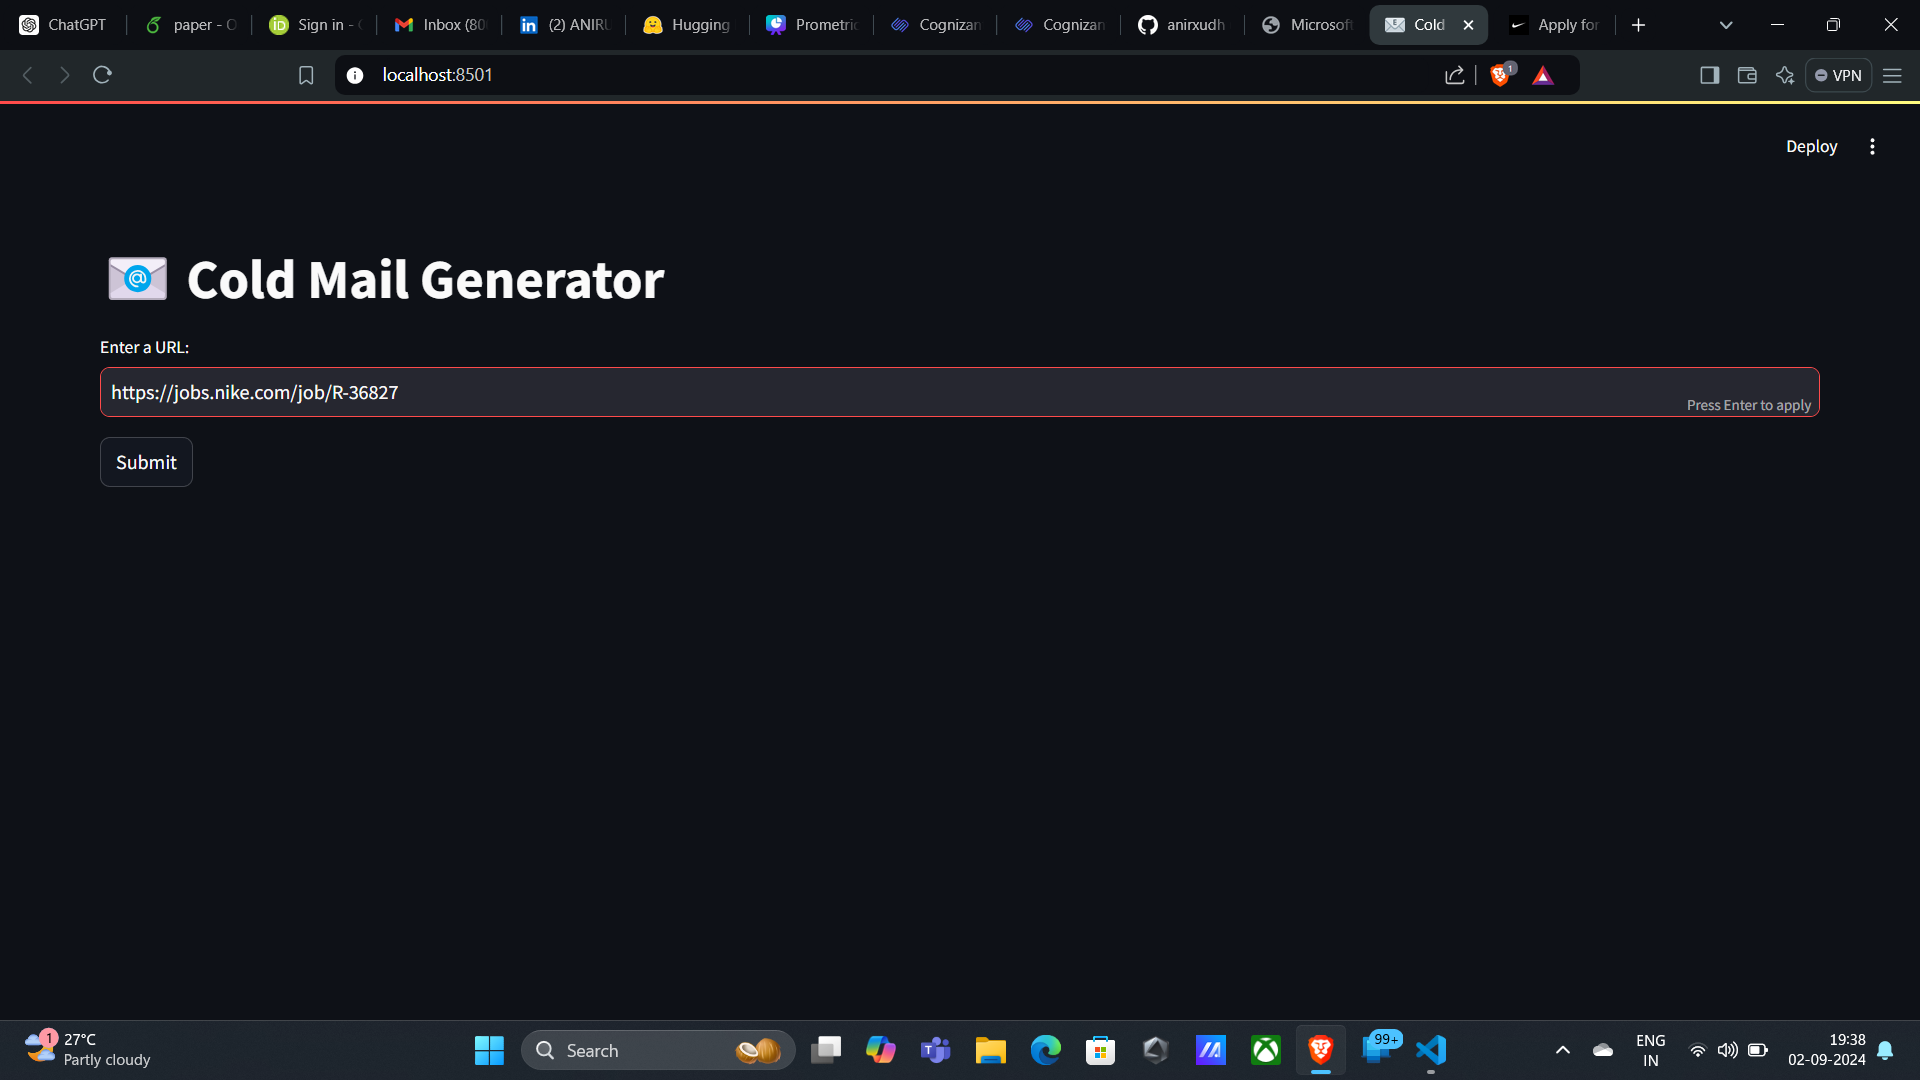 ChatGPT
paper - O
Sign in -
Inbox (80
(2) ANIRU
Hugging
Prometric
Cognizan
Cognizan
anirxudh
Microsoft
Cold
Apply for
localhost:8501
1
VPN
Deploy
Cold Mail Generator
Enter a URL:
https://jobs.nike.com/job/R-36827
Press Enter to apply
Submit
1
27°C
Partly cloudy
Search
99+
ENG
IN
19:38
02-09-2024